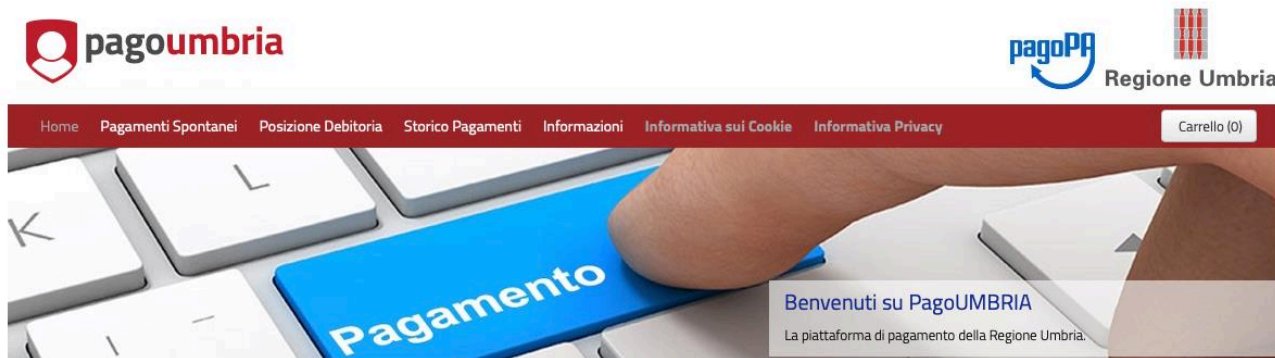 pagoumbria
pagoPA
Regione Umbria
Home Pagamenti Spontanei Posizione Debitoria Storico Pagamenti Informazioni Informativa sui Cookie Informativa Privacy Carrello (0)
K
L
Pagamento
Benvenuti su PagoUMBRIA
La piattaforma di pagamento della Regione Umbria.